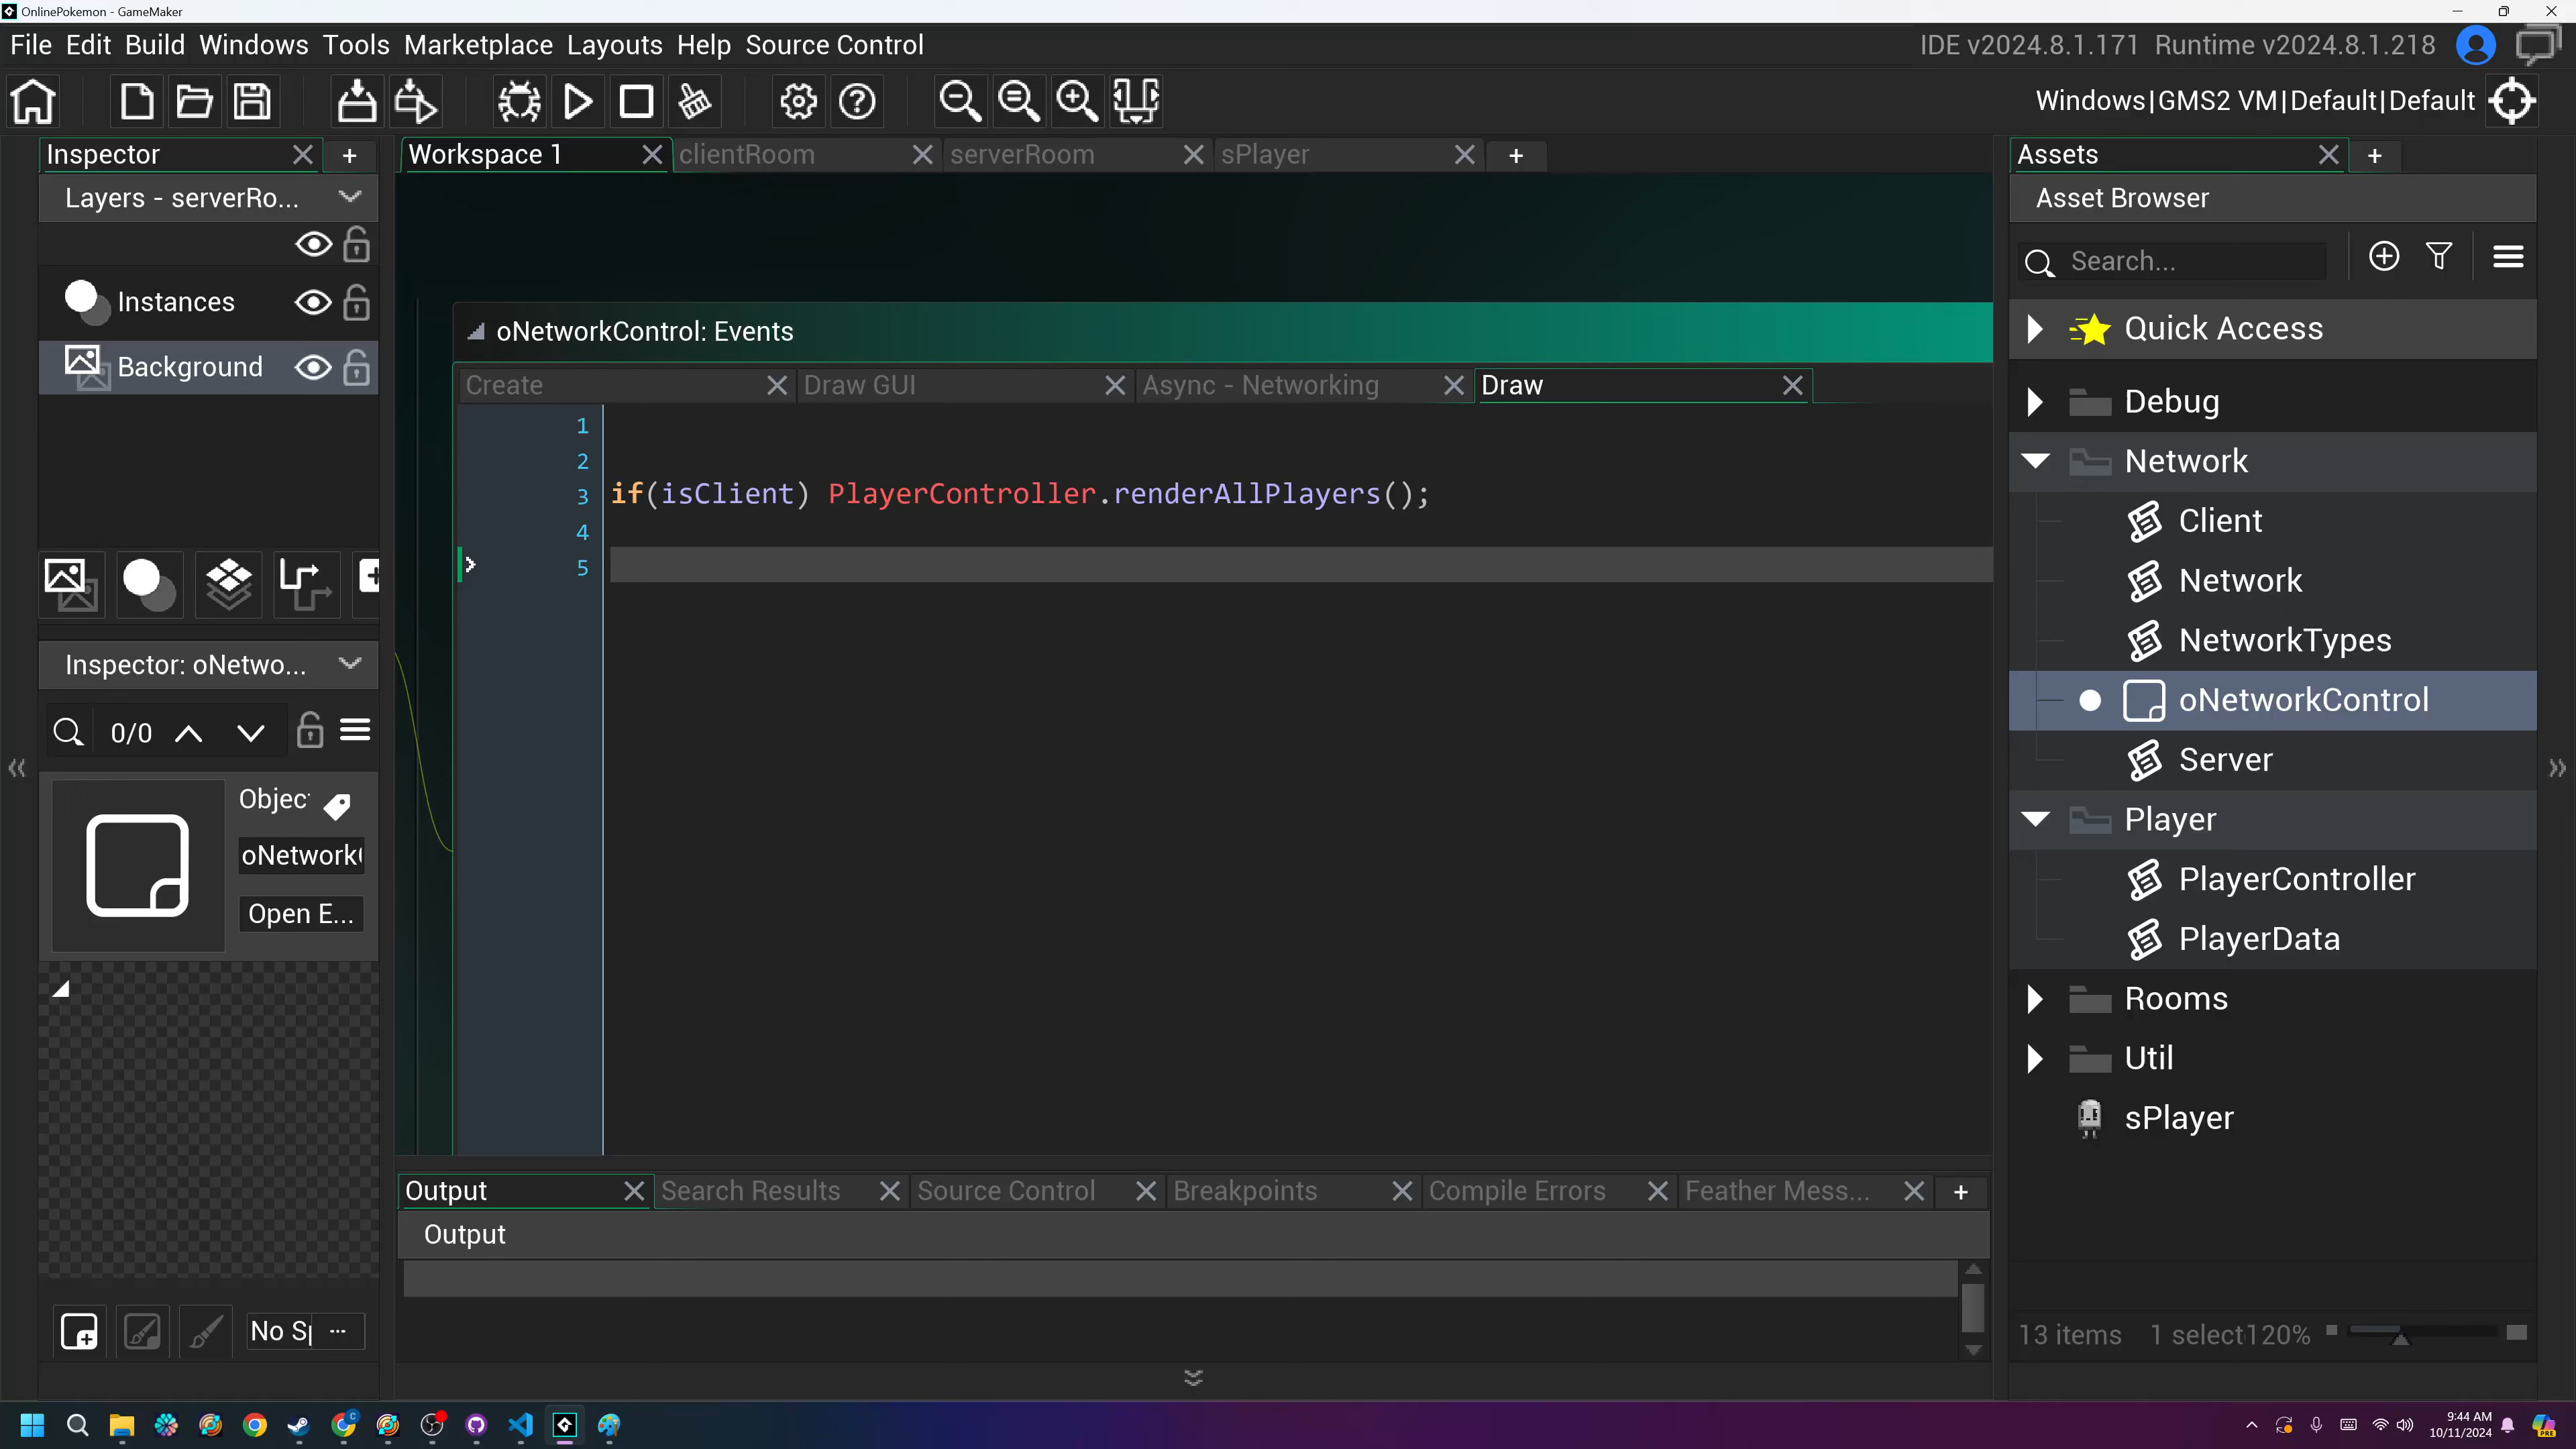 OnlinePokemon - GameMaker
File Edit Build Windows Tools Marketplace Layouts Help Source Control
IDE v2024.8.1.171 Runtime v2024.8.1.218
Windows|GMS2 VM|Default|Default
Inspector
Workspace 1
clientRoom
serverRoom
sPlayer
Assets
Layers - serverRo...
Asset Browser
Search...
Instances
Background
oNetworkControl: Events
Quick Access
Create
Draw GUI
Async - Networking
Draw
Debug
1
2
3 if(isClient) PlayerController.renderAllPlayers();
4
5
Network
Client
Network
NetworkTypes
oNetworkControl
Server
Player
PlayerController
PlayerData
Rooms
Util
sPlayer
Inspector: oNetwo...
0/0
Objec
oNetwork
Open E...
No Sp
Output
Search Results
Source Control
Breakpoints
Compile Errors
Feather Mess...
Output
13 items 1 select 120%
9:44 AM
10/11/2024
PRE